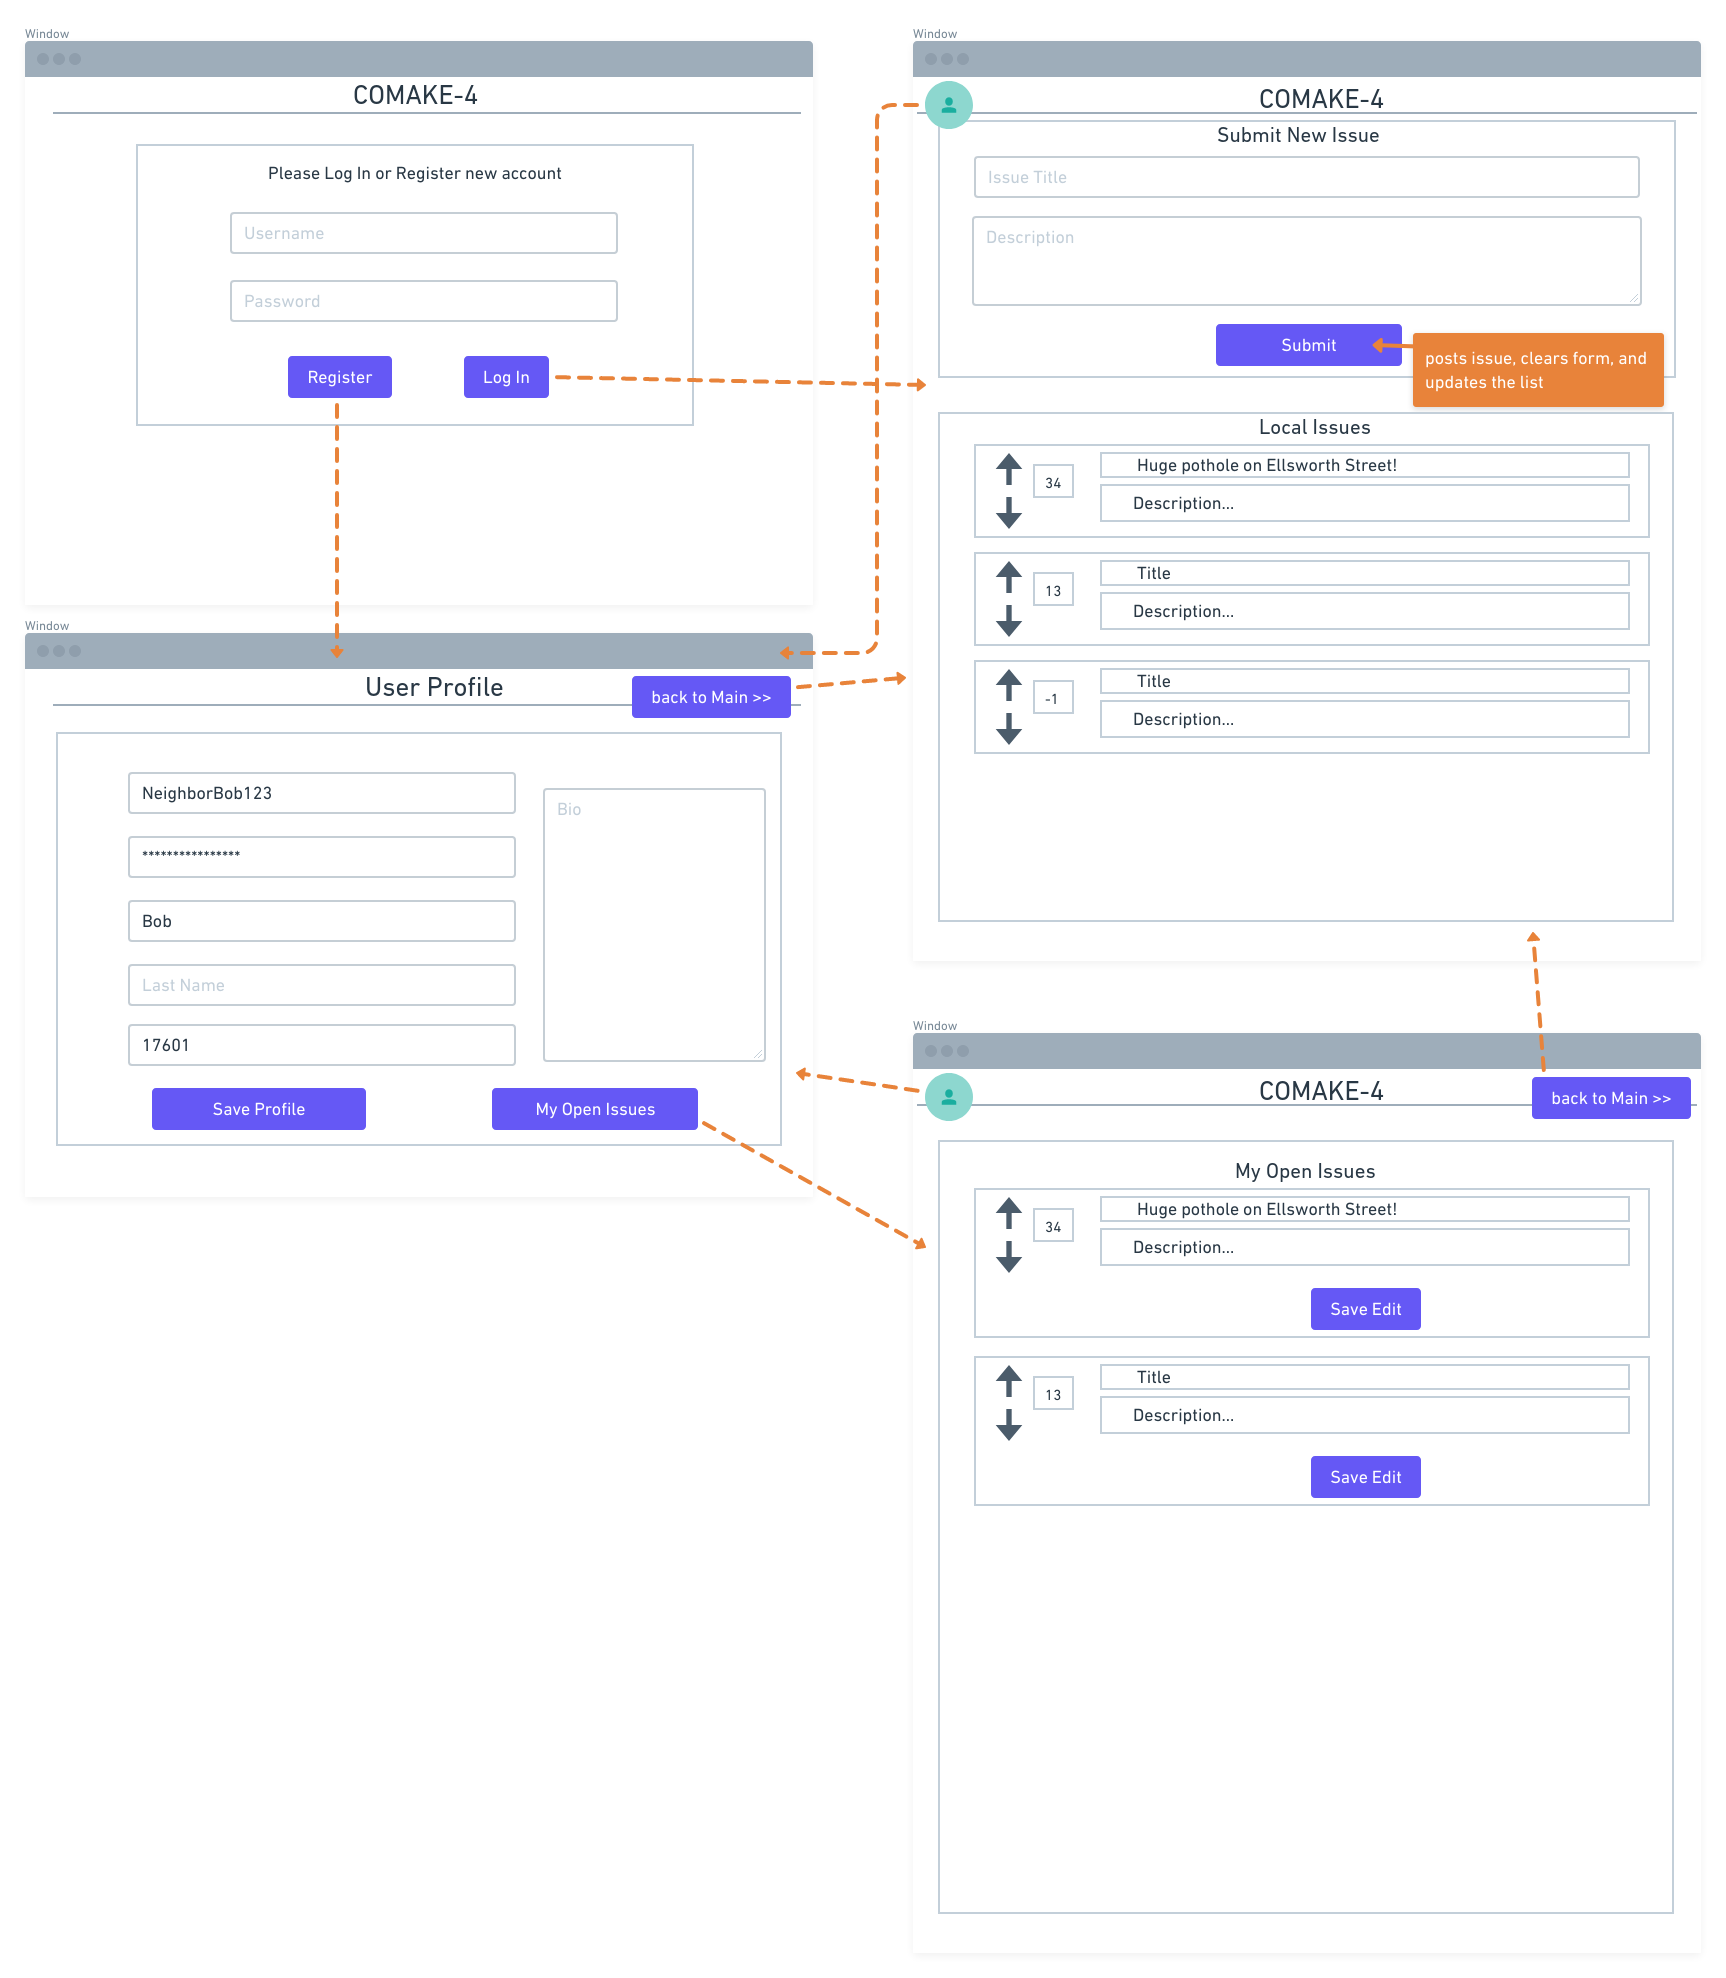 Window
COMAKE-4
Please Log In or Register new account
Username
Password
Register
Log In
Window
COMAKE-4
Submit New Issue
Issue Title
Description
Submit
posts issue, clears form, and
updates the list
Local Issues
34
Huge pothole on Ellsworth Street!
Description...
13
Title
Description...
-1
Title
Description...
Window
User Profile
back to Main >>
NeighborBob123
****************
Bob
Last Name
17601
Bio
Save Profile
My Open Issues
Window
COMAKE-4
back to Main >>
My Open Issues
34
Huge pothole on Ellsworth Street!
Description...
Save Edit
13
Title
Description...
Save Edit